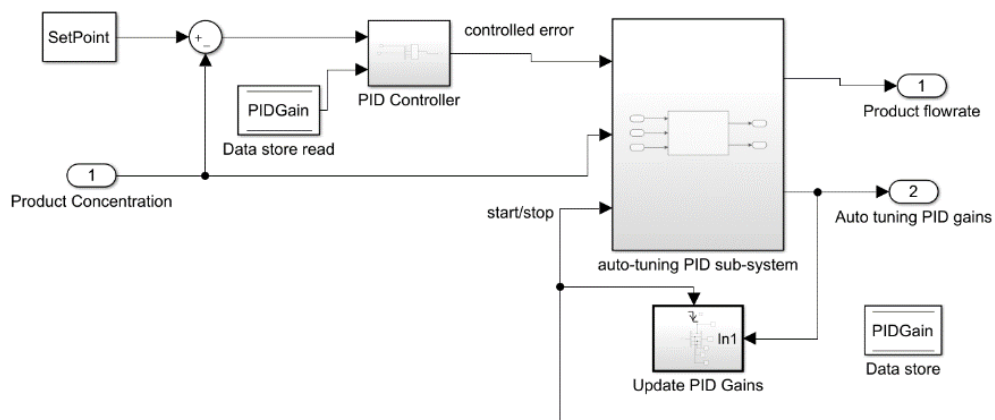 SetPoint
+
−
controlled error
PID Controller
PIDGain
Data store read
1
Product Concentration
start/stop
auto-tuning PID sub-system
1
Product flowrate
2
Auto tuning PID gains
In1
Update PID Gains
PIDGain
Data store